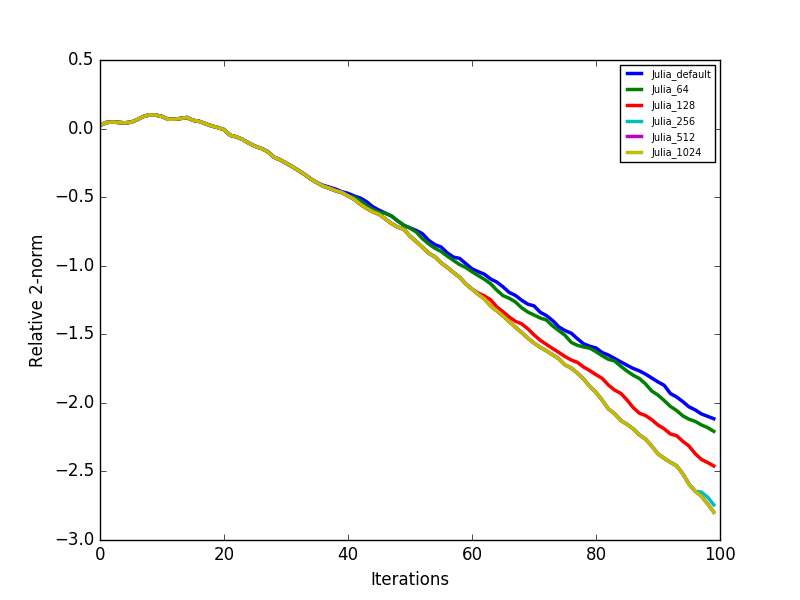 0.5
0.0
−0.5
−1.0
−1.5
−2.0
−2.5
−3.0
Relative 2-norm
0 20 40 60 80 100
Iterations
Julia_default
Julia_64
Julia_128
Julia_256
Julia_512
Julia_1024